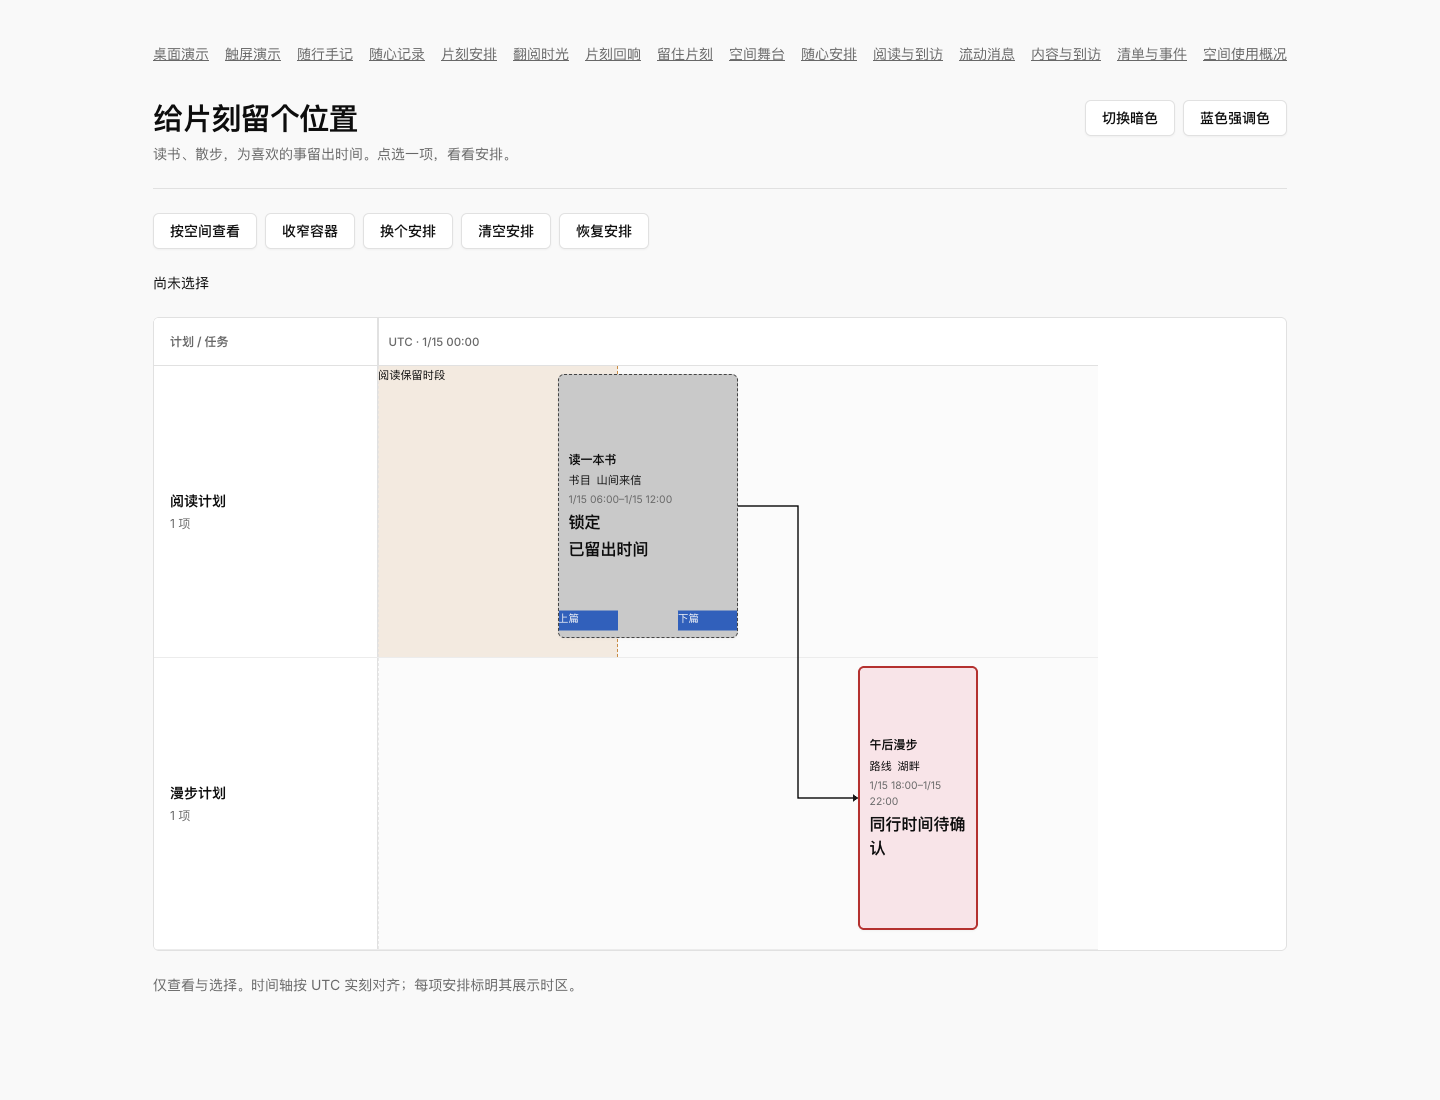 桌面演示 触屏演示 随行手记 随心记录 片刻安排 翻阅时光 片刻回响 留住片刻 空间舞台 随心安排 阅读与到访 流动消息 内容与到访 清单与事件 空间使用概况
给片刻留个位置
切换暗色 蓝色强调色
读书、散步，为喜欢的事留出时间。点选一项，看看安排。
按空间查看 收窄容器 换个安排 清空安排 恢复安排
尚未选择
计划 / 任务
UTC · 1/15 00:00
阅读保留时段
阅读计划
1 项
读一本书
书目 山间来信
1/15 06:00–1/15 12:00
锁定
已留出时间
上篇
下篇
漫步计划
1 项
午后漫步
路线 湖畔
1/15 18:00–1/15
22:00
同行时间待确
认
仅查看与选择。时间轴按 UTC 实刻对齐；每项安排标明其展示时区。